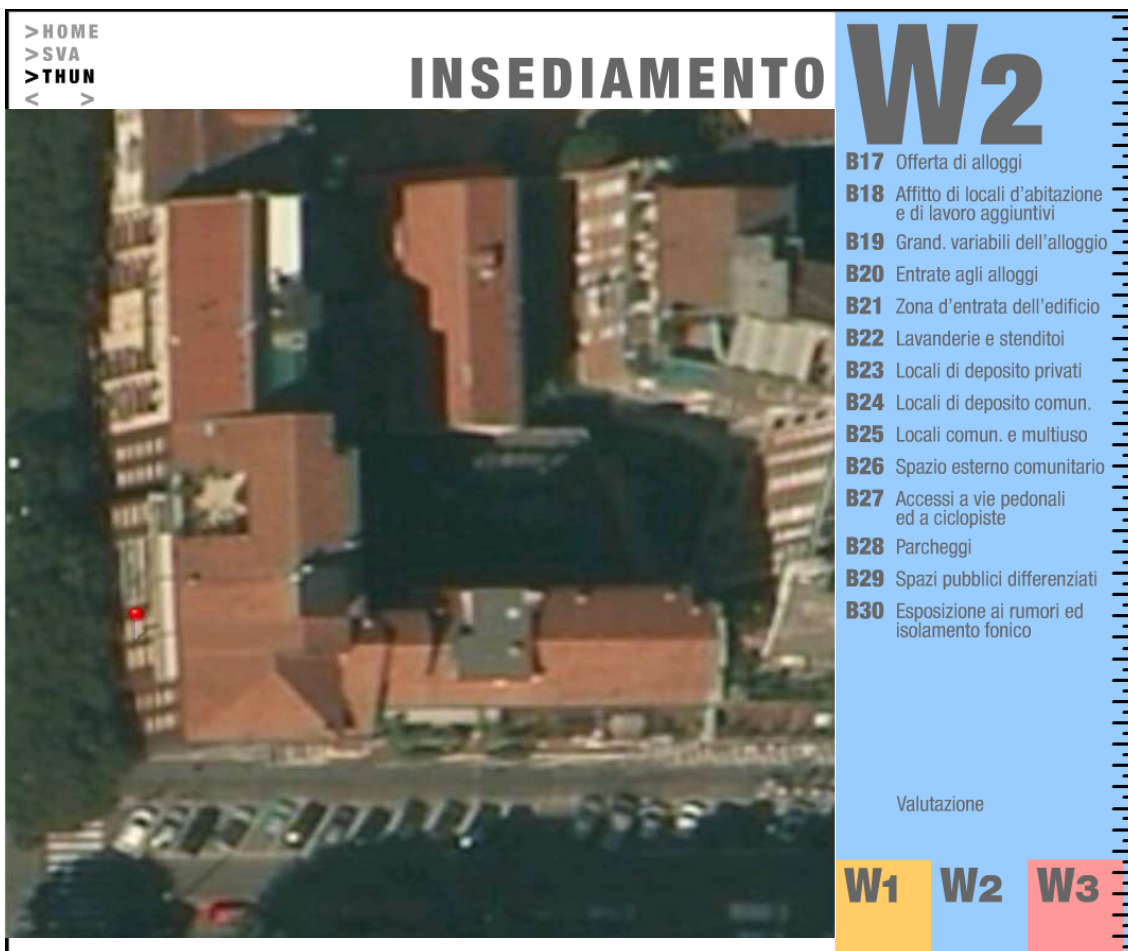 >HOME
>SVA
>THUN
< >
INSEDIAMENTO
W2
B17 Offerta di alloggi
B18 Affitto di locali d'abitazione
e di lavoro aggiuntivi
B19 Grand. variabili dell'alloggio
B20 Entrate agli alloggi
B21 Zona d'entrata dell'edificio
B22 Lavanderie e stenditoi
B23 Locali di deposito privati
B24 Locali di deposito comun.
B25 Locali comun. e multiuso
B26 Spazio esterno comunitario
B27 Accessi a vie pedonali
ed a ciclopiste
B28 Parcheggi
B29 Spazi pubblici differenziati
B30 Esposizione ai rumori ed
isolamento fonico
Valutazione
W1 W2 W3